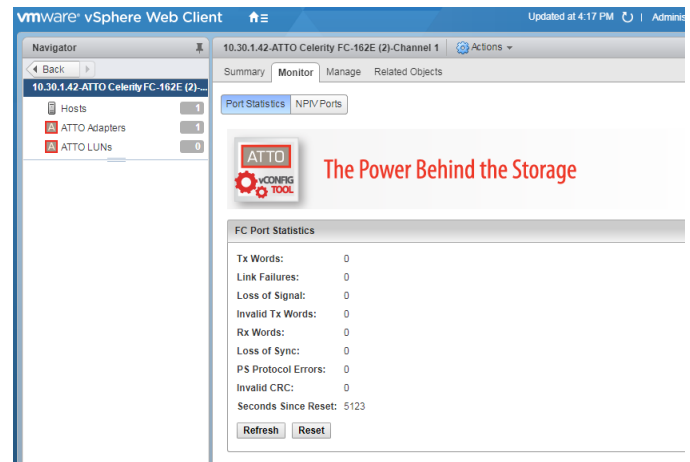 vmware® vSphere Web Client
Updated at 4:17 PM | Adminis
Navigator
Back
10.30.1.42-ATTO Celerity FC-162E (2)-...
Hosts 1
ATTO Adapters 1
ATTO LUNs 0
10.30.1.42-ATTO Celerity FC-162E (2)-Channel 1 Actions
Summary Monitor Manage Related Objects
Port Statistics NPIV Ports
ATTO
vCONFIG
TOOL
The Power Behind the Storage
FC Port Statistics
Tx Words: 0
Link Failures: 0
Loss of Signal: 0
Invalid Tx Words: 0
Rx Words: 0
Loss of Sync: 0
PS Protocol Errors: 0
Invalid CRC: 0
Seconds Since Reset: 5123
Refresh Reset